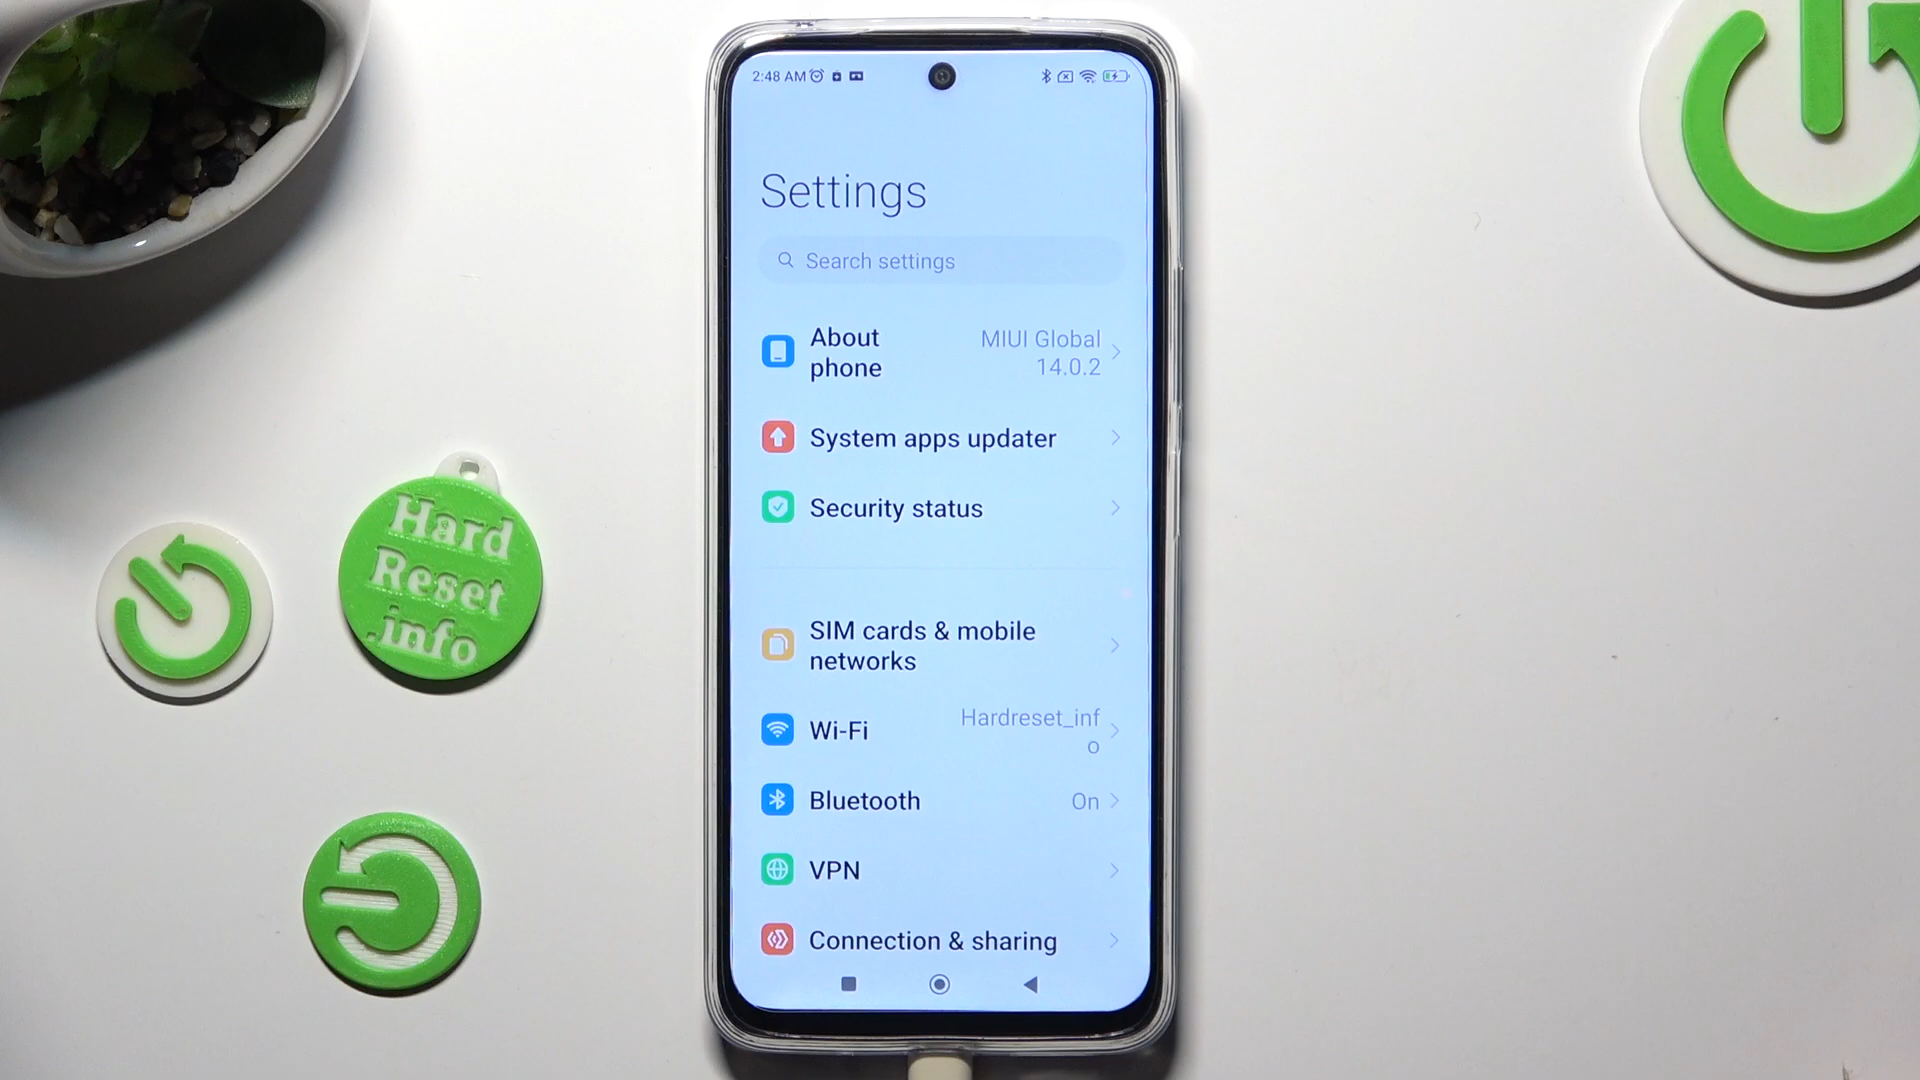 2:48 AM
Settings
Search settings
About
phone
MIUI Global
14.0.2
System apps updater
Security status
SIM cards & mobile
networks
Wi-Fi
Hardreset_inf
o
Bluetooth
On
VPN
Connection & sharing
Hard
Reset
.info